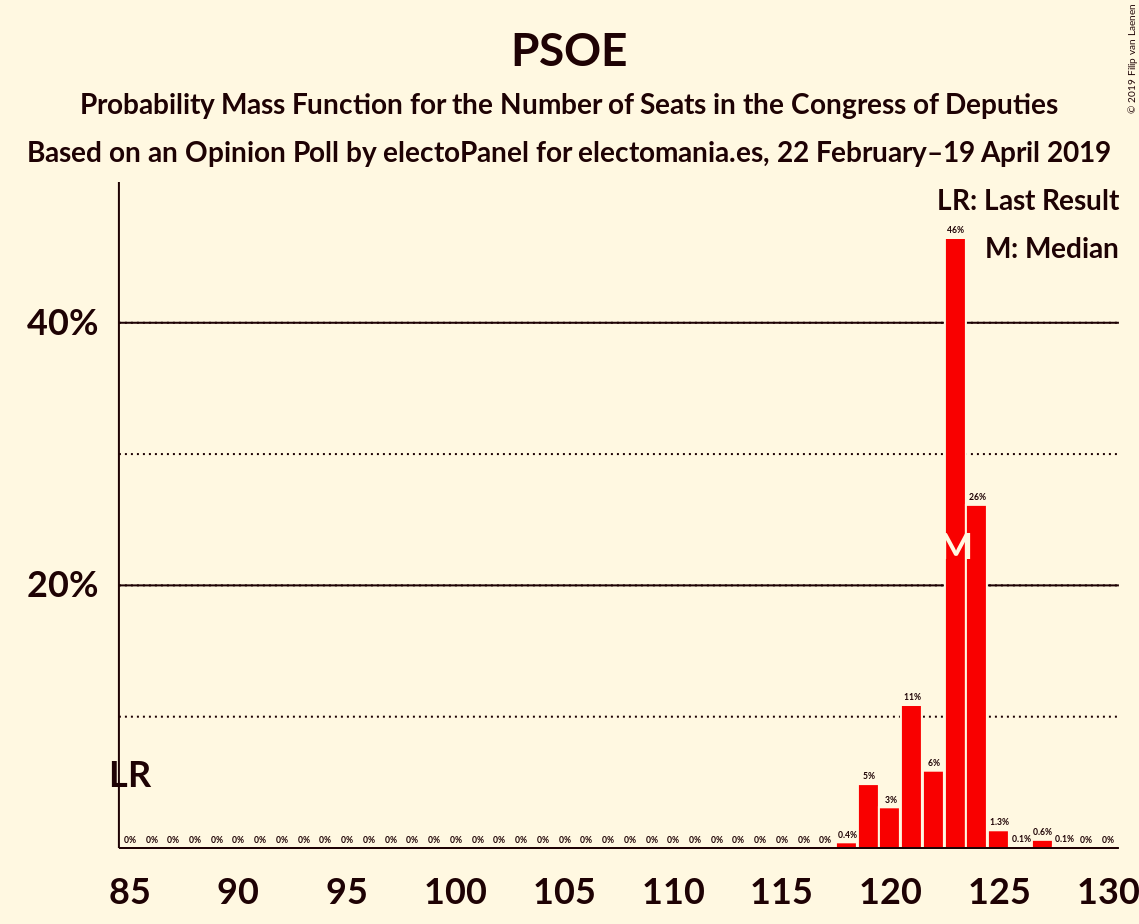 PSOE
Probability Mass Function for the Number of Seats in the Congress of Deputies
Based on an Opinion Poll by electoPanel for electomania.es, 22 February–19 April 2019
© 2019 Filip van Laenen
LR: Last Result
M: Median
46%
40%
26%
M
20%
11%
6%
LR
5%
3%
1.3%
0% 0% 0% 0% 0% 0% 0% 0% 0% 0% 0% 0% 0% 0% 0% 0% 0% 0% 0% 0% 0% 0% 0% 0% 0% 0% 0% 0% 0% 0% 0% 0% 0% 0.4% 0.1% 0.6% 0.1% 0% 0%
85 90 95 100 105 110 115 120 125 130